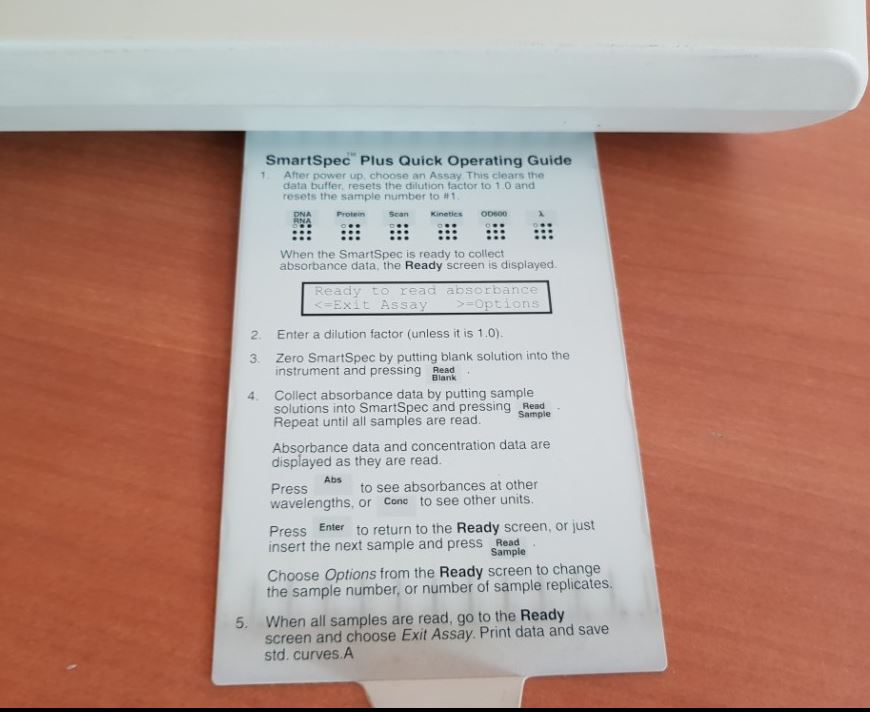 SmartSpec™ Plus Quick Operating Guide
1. After power up, choose an Assay. This clears the
data buffer, resets the dilution factor to 1.0 and
resets the sample number to #1.
DNA RNA Protein Scan Kinetics OD600 λ
When the SmartSpec is ready to collect
absorbance data, the Ready screen is displayed.
Ready to read absorbance
<=Exit Assay >=Options
2. Enter a dilution factor (unless it is 1.0).
3. Zero SmartSpec by putting blank solution into the
instrument and pressing Read Blank .
4. Collect absorbance data by putting sample
solutions into SmartSpec and pressing Read Sample .
Repeat until all samples are read.
Absorbance data and concentration data are
displayed as they are read.
Press Abs to see absorbances at other
wavelengths, or Conc to see other units.
Press Enter to return to the Ready screen, or just
insert the next sample and press Read Sample .
Choose Options from the Ready screen to change
the sample number, or number of sample replicates.
5. When all samples are read, go to the Ready
screen and choose Exit Assay. Print data and save
std. curves.A